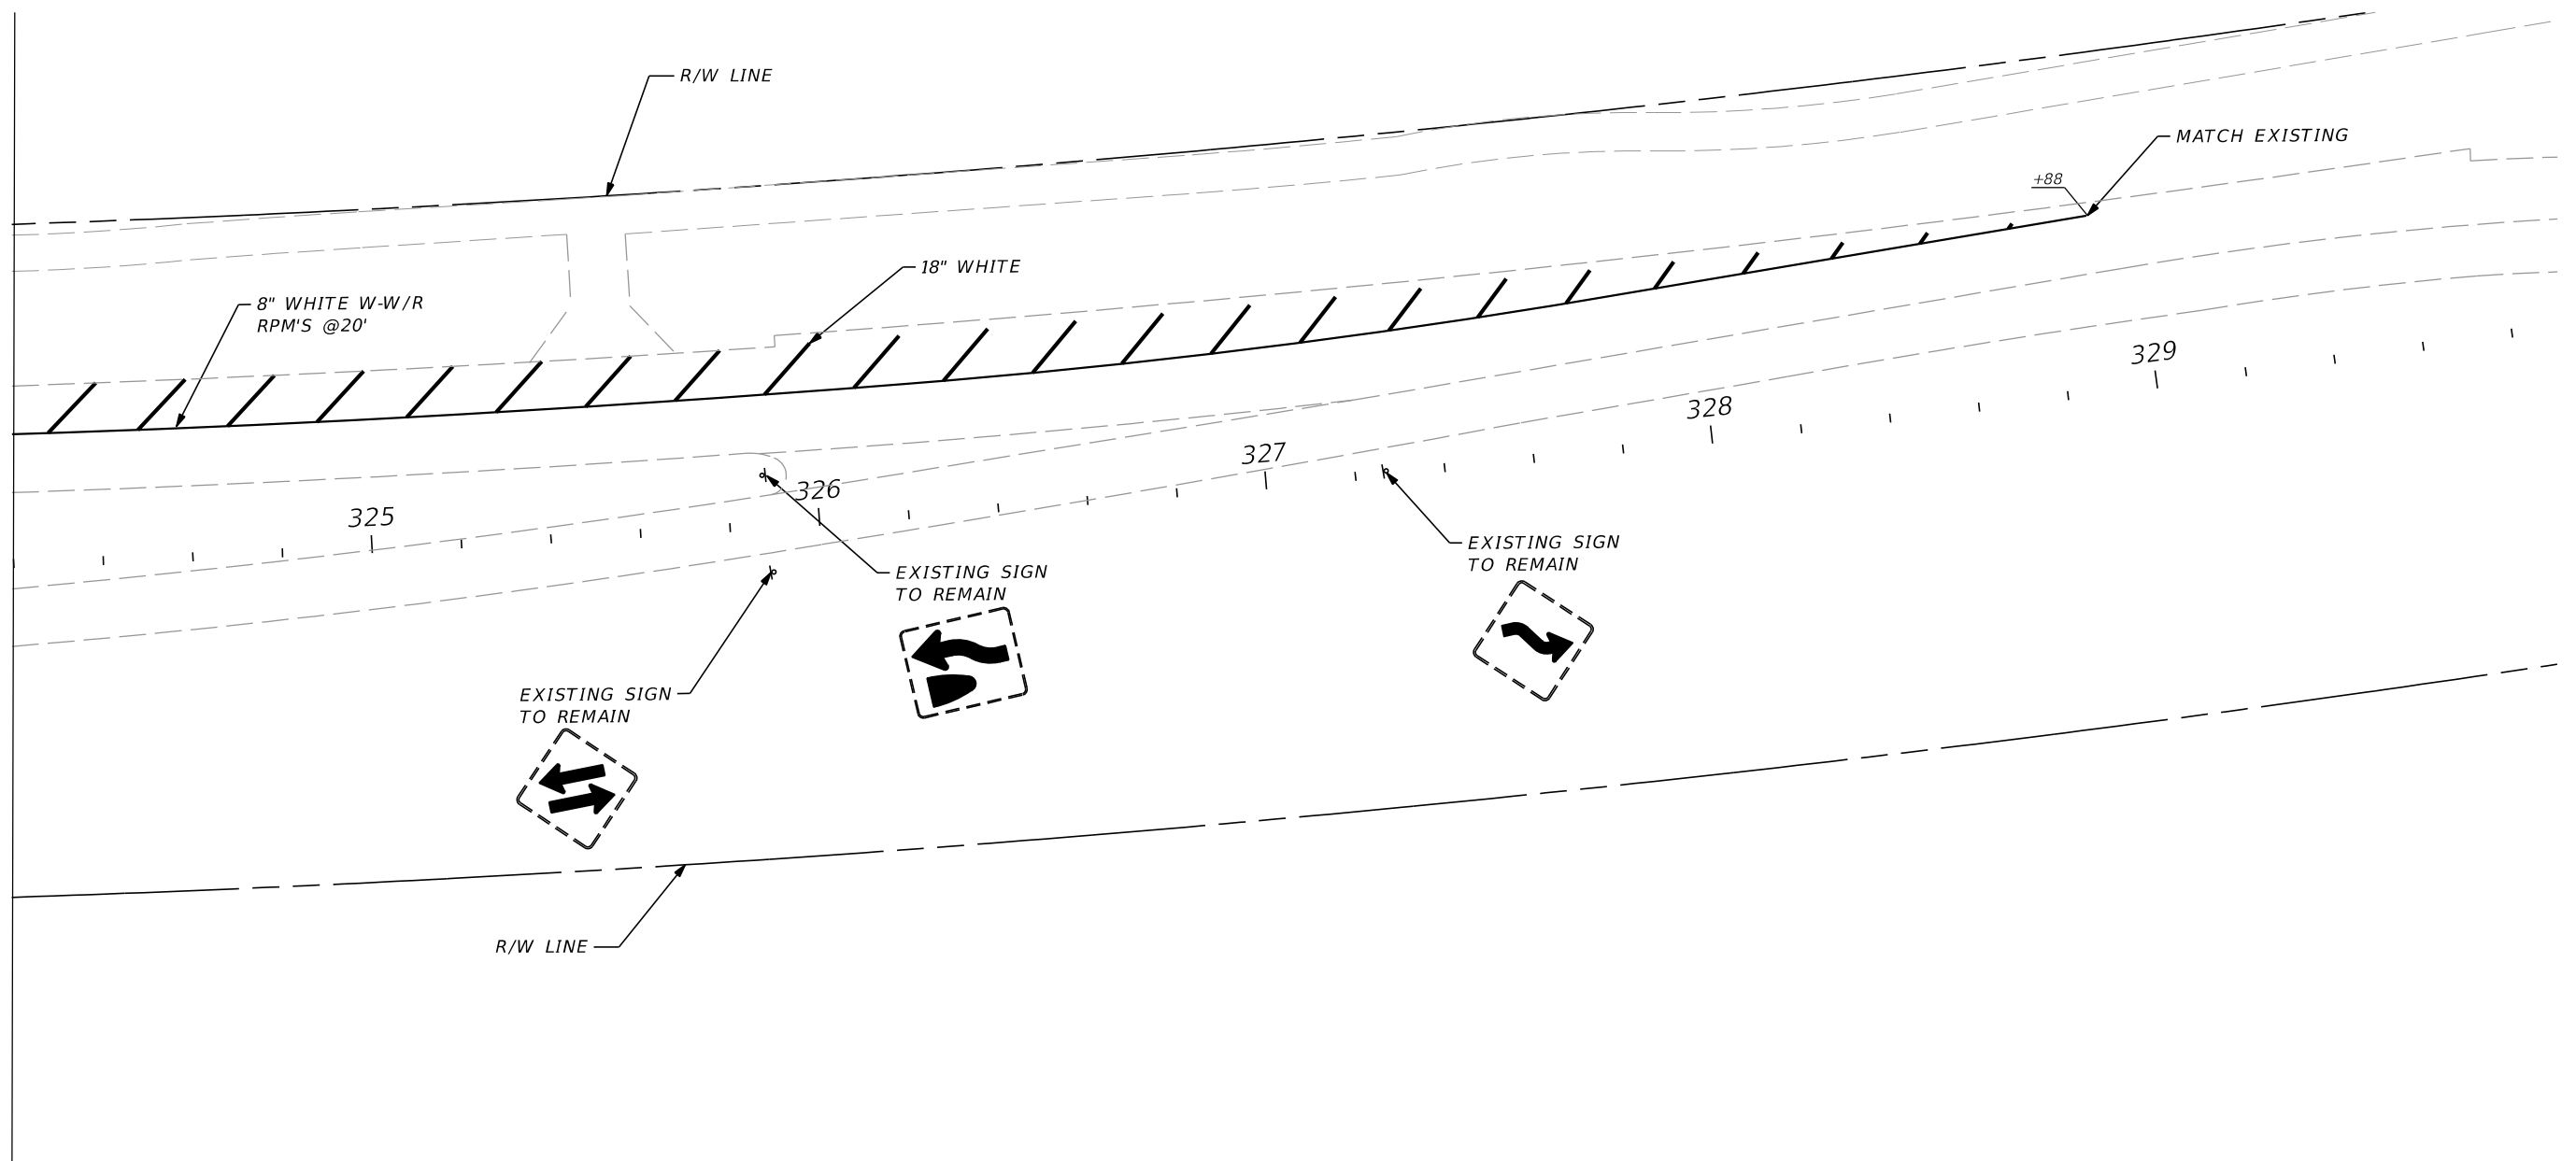 R/W LINE
MATCH EXISTING
+88
18" WHITE
8" WHITE W-W/R
RPM'S @20'
329
328
327
326
325
EXISTING SIGN
TO REMAIN
EXISTING SIGN
TO REMAIN
EXISTING SIGN
TO REMAIN
R/W LINE